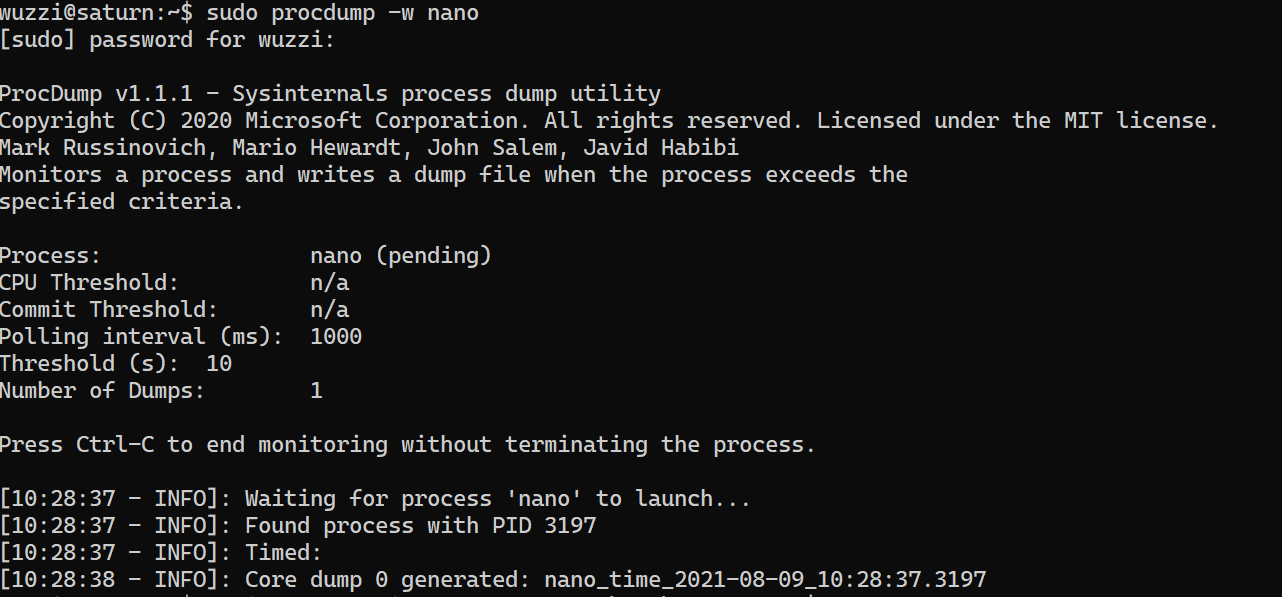 wuzzi@saturn:~$ sudo procdump -w nano
[sudo] password for wuzzi:
ProcDump v1.1.1 - Sysinternals process dump utility
Copyright (C) 2020 Microsoft Corporation. All rights reserved. Licensed under the MIT license.
Mark Russinovich, Mario Hewardt, John Salem, Javid Habibi
Monitors a process and writes a dump file when the process exceeds the
specified criteria.
Process: nano (pending)
CPU Threshold: n/a
Commit Threshold: n/a
Polling interval (ms): 1000
Threshold (s): 10
Number of Dumps: 1
Press Ctrl-C to end monitoring without terminating the process.
[10:28:37 - INFO]: Waiting for process 'nano' to launch...
[10:28:37 - INFO]: Found process with PID 3197
[10:28:37 - INFO]: Timed:
[10:28:38 - INFO]: Core dump 0 generated: nano_time_2021-08-09_10:28:37.3197